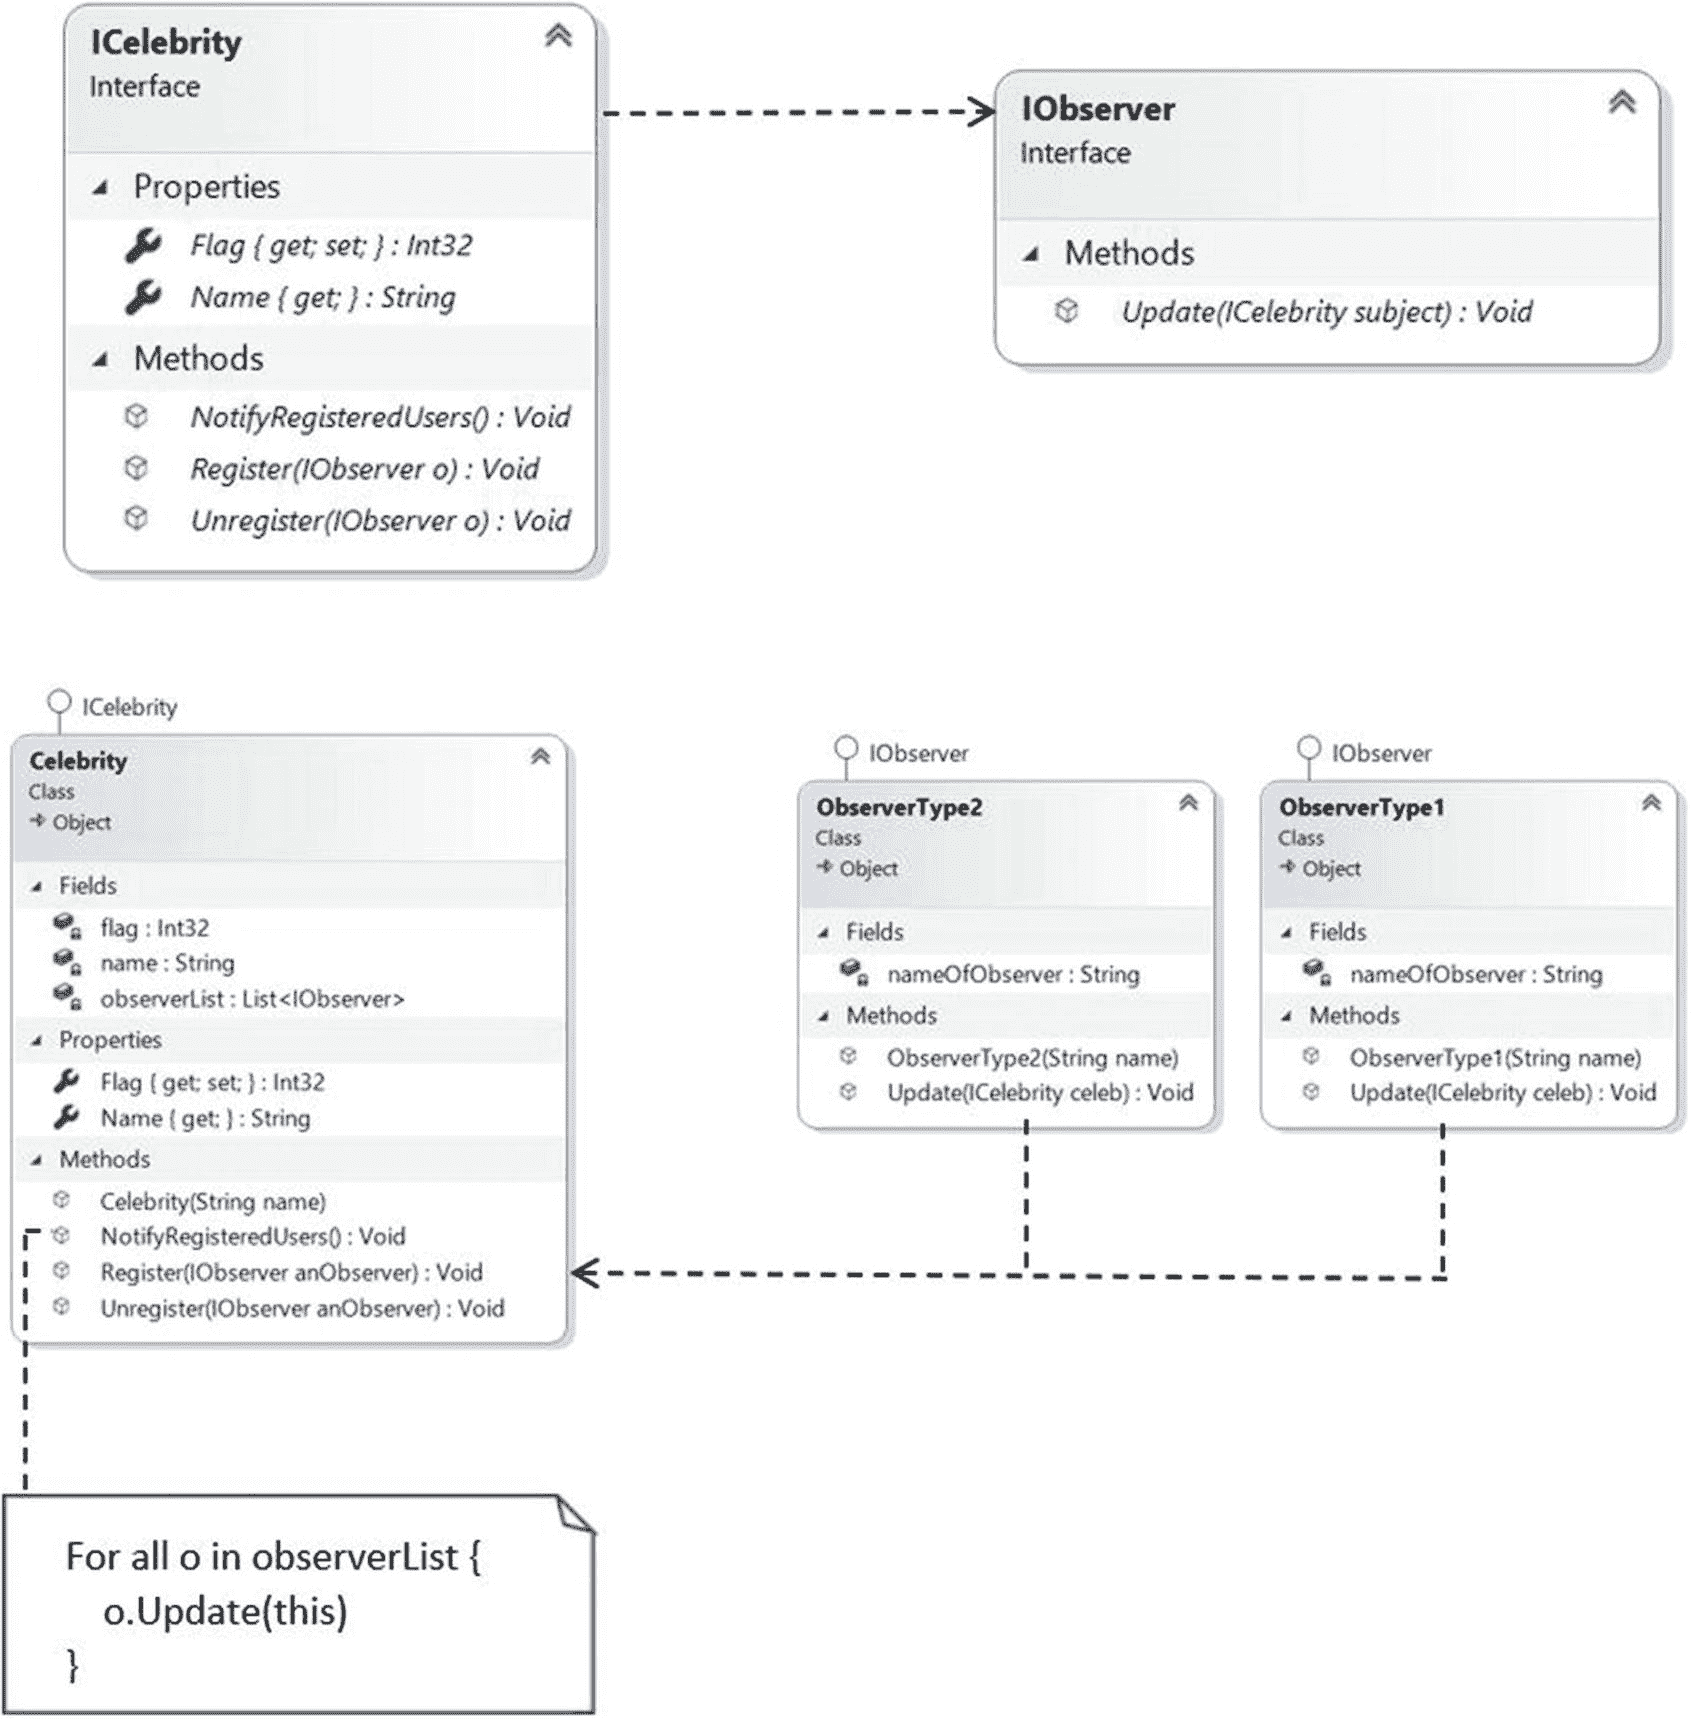 ICelebrity
Interface
Properties
Flag { get; set; } : Int32
Name { get; } : String
Methods
NotifyRegisteredUsers() : Void
Register(IObserver o) : Void
Unregister(IObserver o) : Void
IObserver
Interface
Methods
Update(ICelebrity subject) : Void
ICelebrity
Celebrity
Class
Object
Fields
flag : Int32
name : String
observerList : List<IObserver>
Properties
Flag { get; set; } : Int32
Name { get; } : String
Methods
Celebrity(String name)
NotifyRegisteredUsers() : Void
Register(IObserver anObserver) : Void
Unregister(IObserver anObserver) : Void
IObserver
ObserverType2
Class
Object
Fields
nameOfObserver : String
Methods
ObserverType2(String name)
Update(ICelebrity celeb) : Void
IObserver
ObserverType1
Class
Object
Fields
nameOfObserver : String
Methods
ObserverType1(String name)
Update(ICelebrity celeb) : Void
For all o in observerList {
o.Update(this)
}